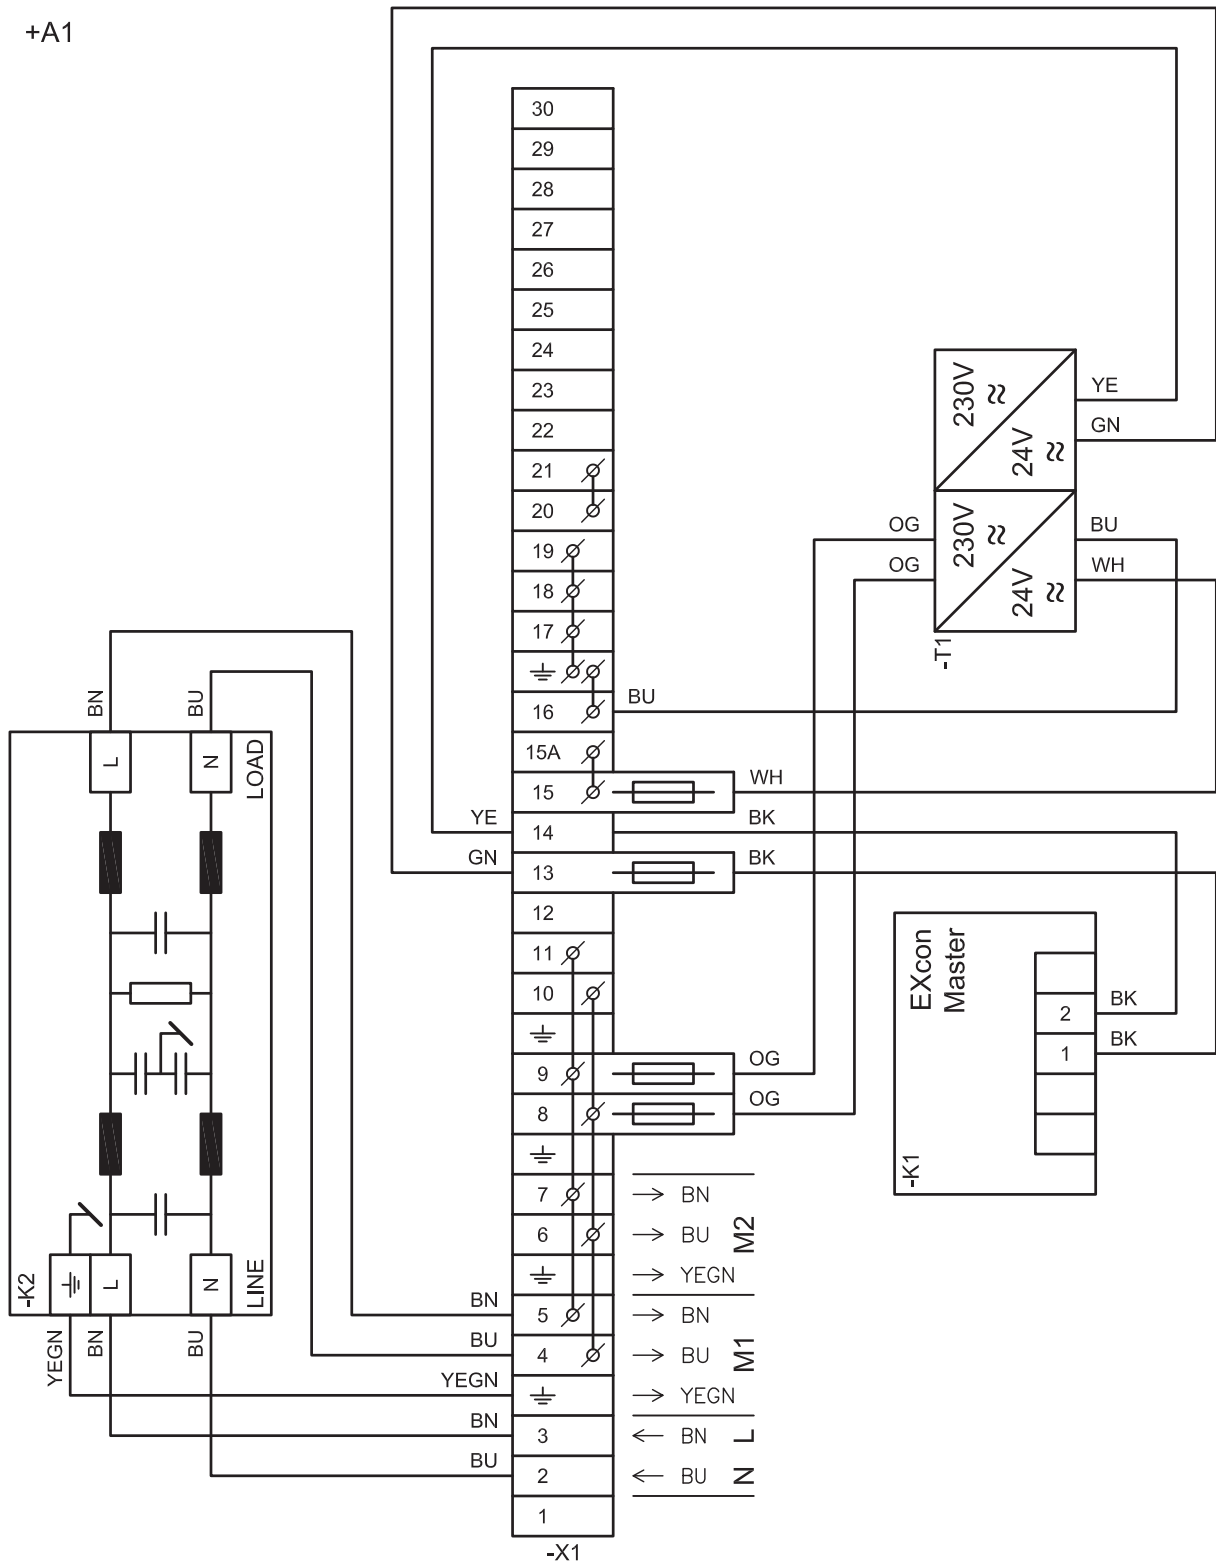 +A1
30
29
28
27
26
25
24
23
22
21
20
19
18
17
16 BU
15A
15 WH
YE 14 BK
GN 13 BK
12
11
10
9 OG
8 OG
7 BN
6 BU
YEGN
M2
BN 5 BN
BU 4 BU
YEGN YEGN
M1
BN 3 BN L
BU 2 BU N
1
-X1
230V
24V
YE
GN
OG
OG
230V
24V
BU
WH
-T1
EXcon
Master
2 BK
1 BK
-K1
BN BU
L N LOAD
-K2 L N LINE
YEGN BN BU